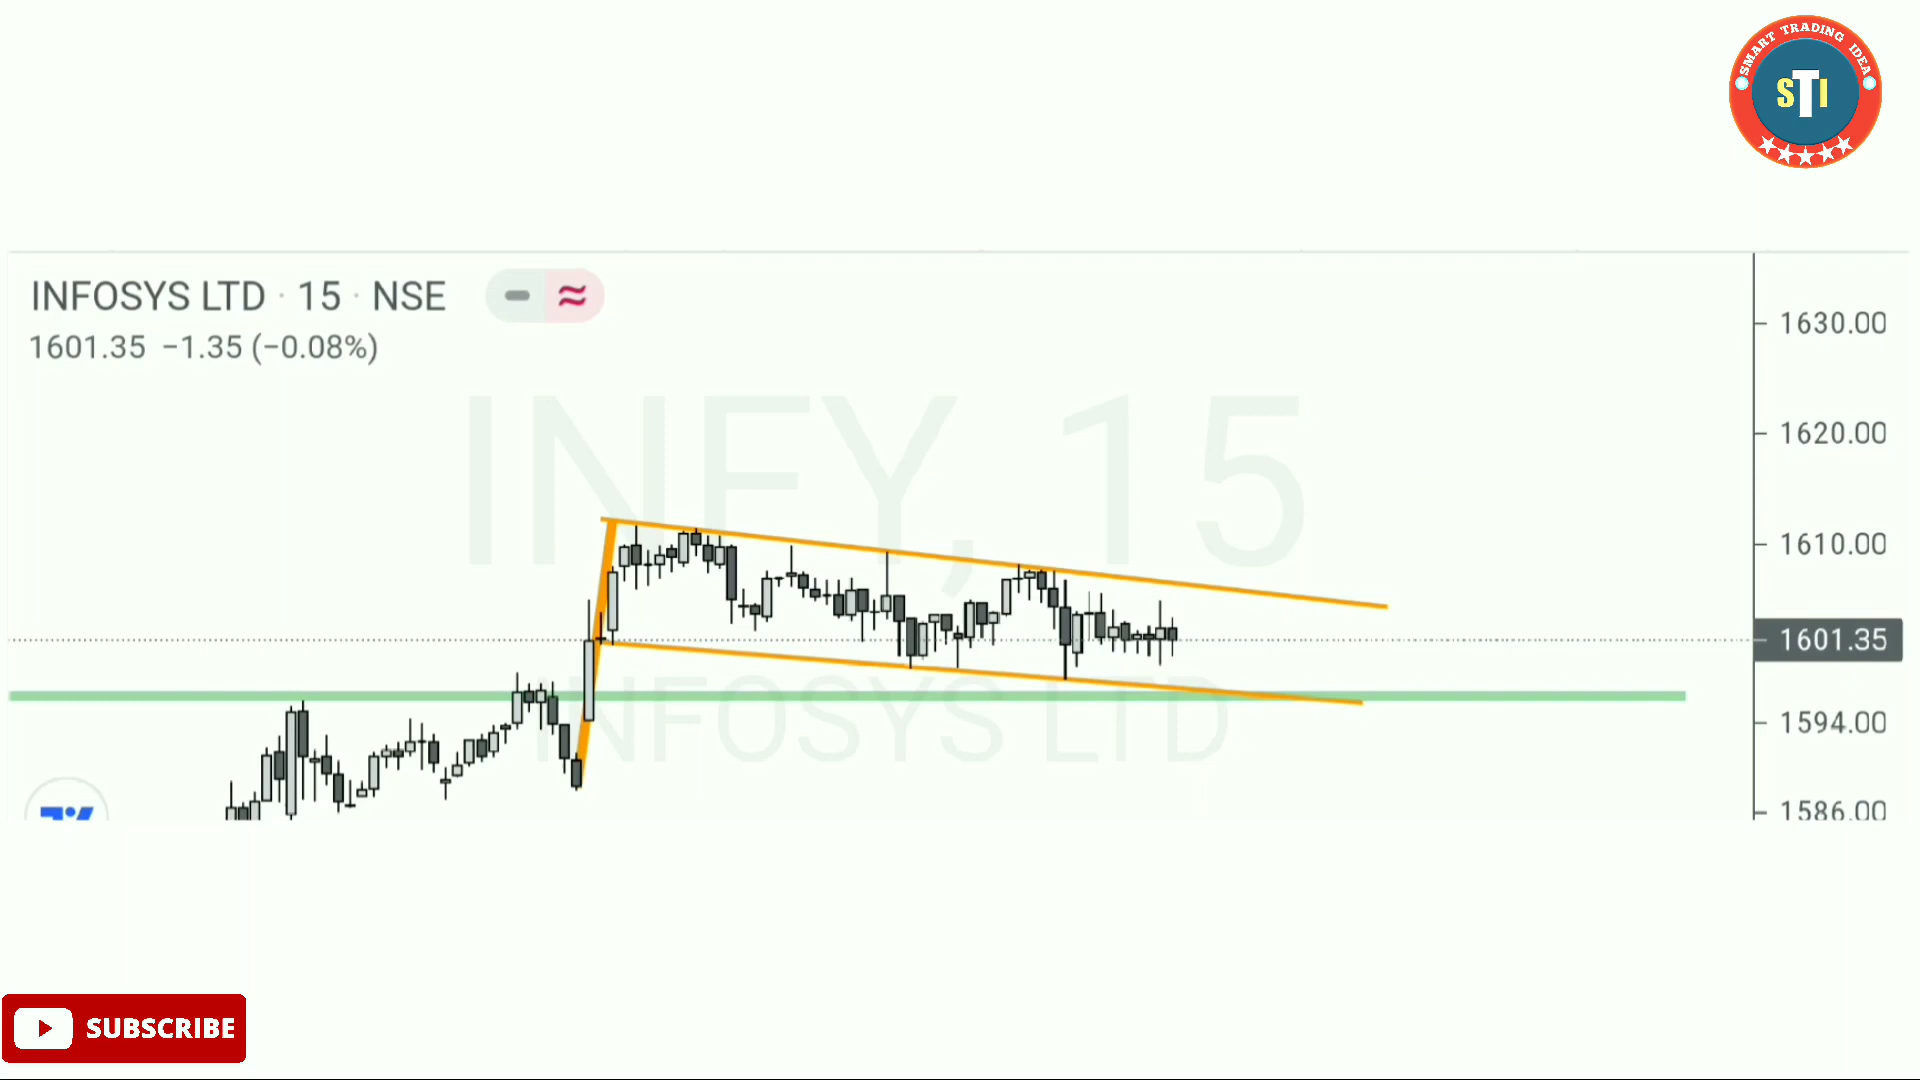 SMART TRADING IDEA
STI
INFOSYS LTD · 15 · NSE
1601.35 −1.35 (−0.08%)
1630.00
1620.00
INFY, 15
1610.00
1601.35
INFOSYS LTD
1594.00
1586.00
SUBSCRIBE